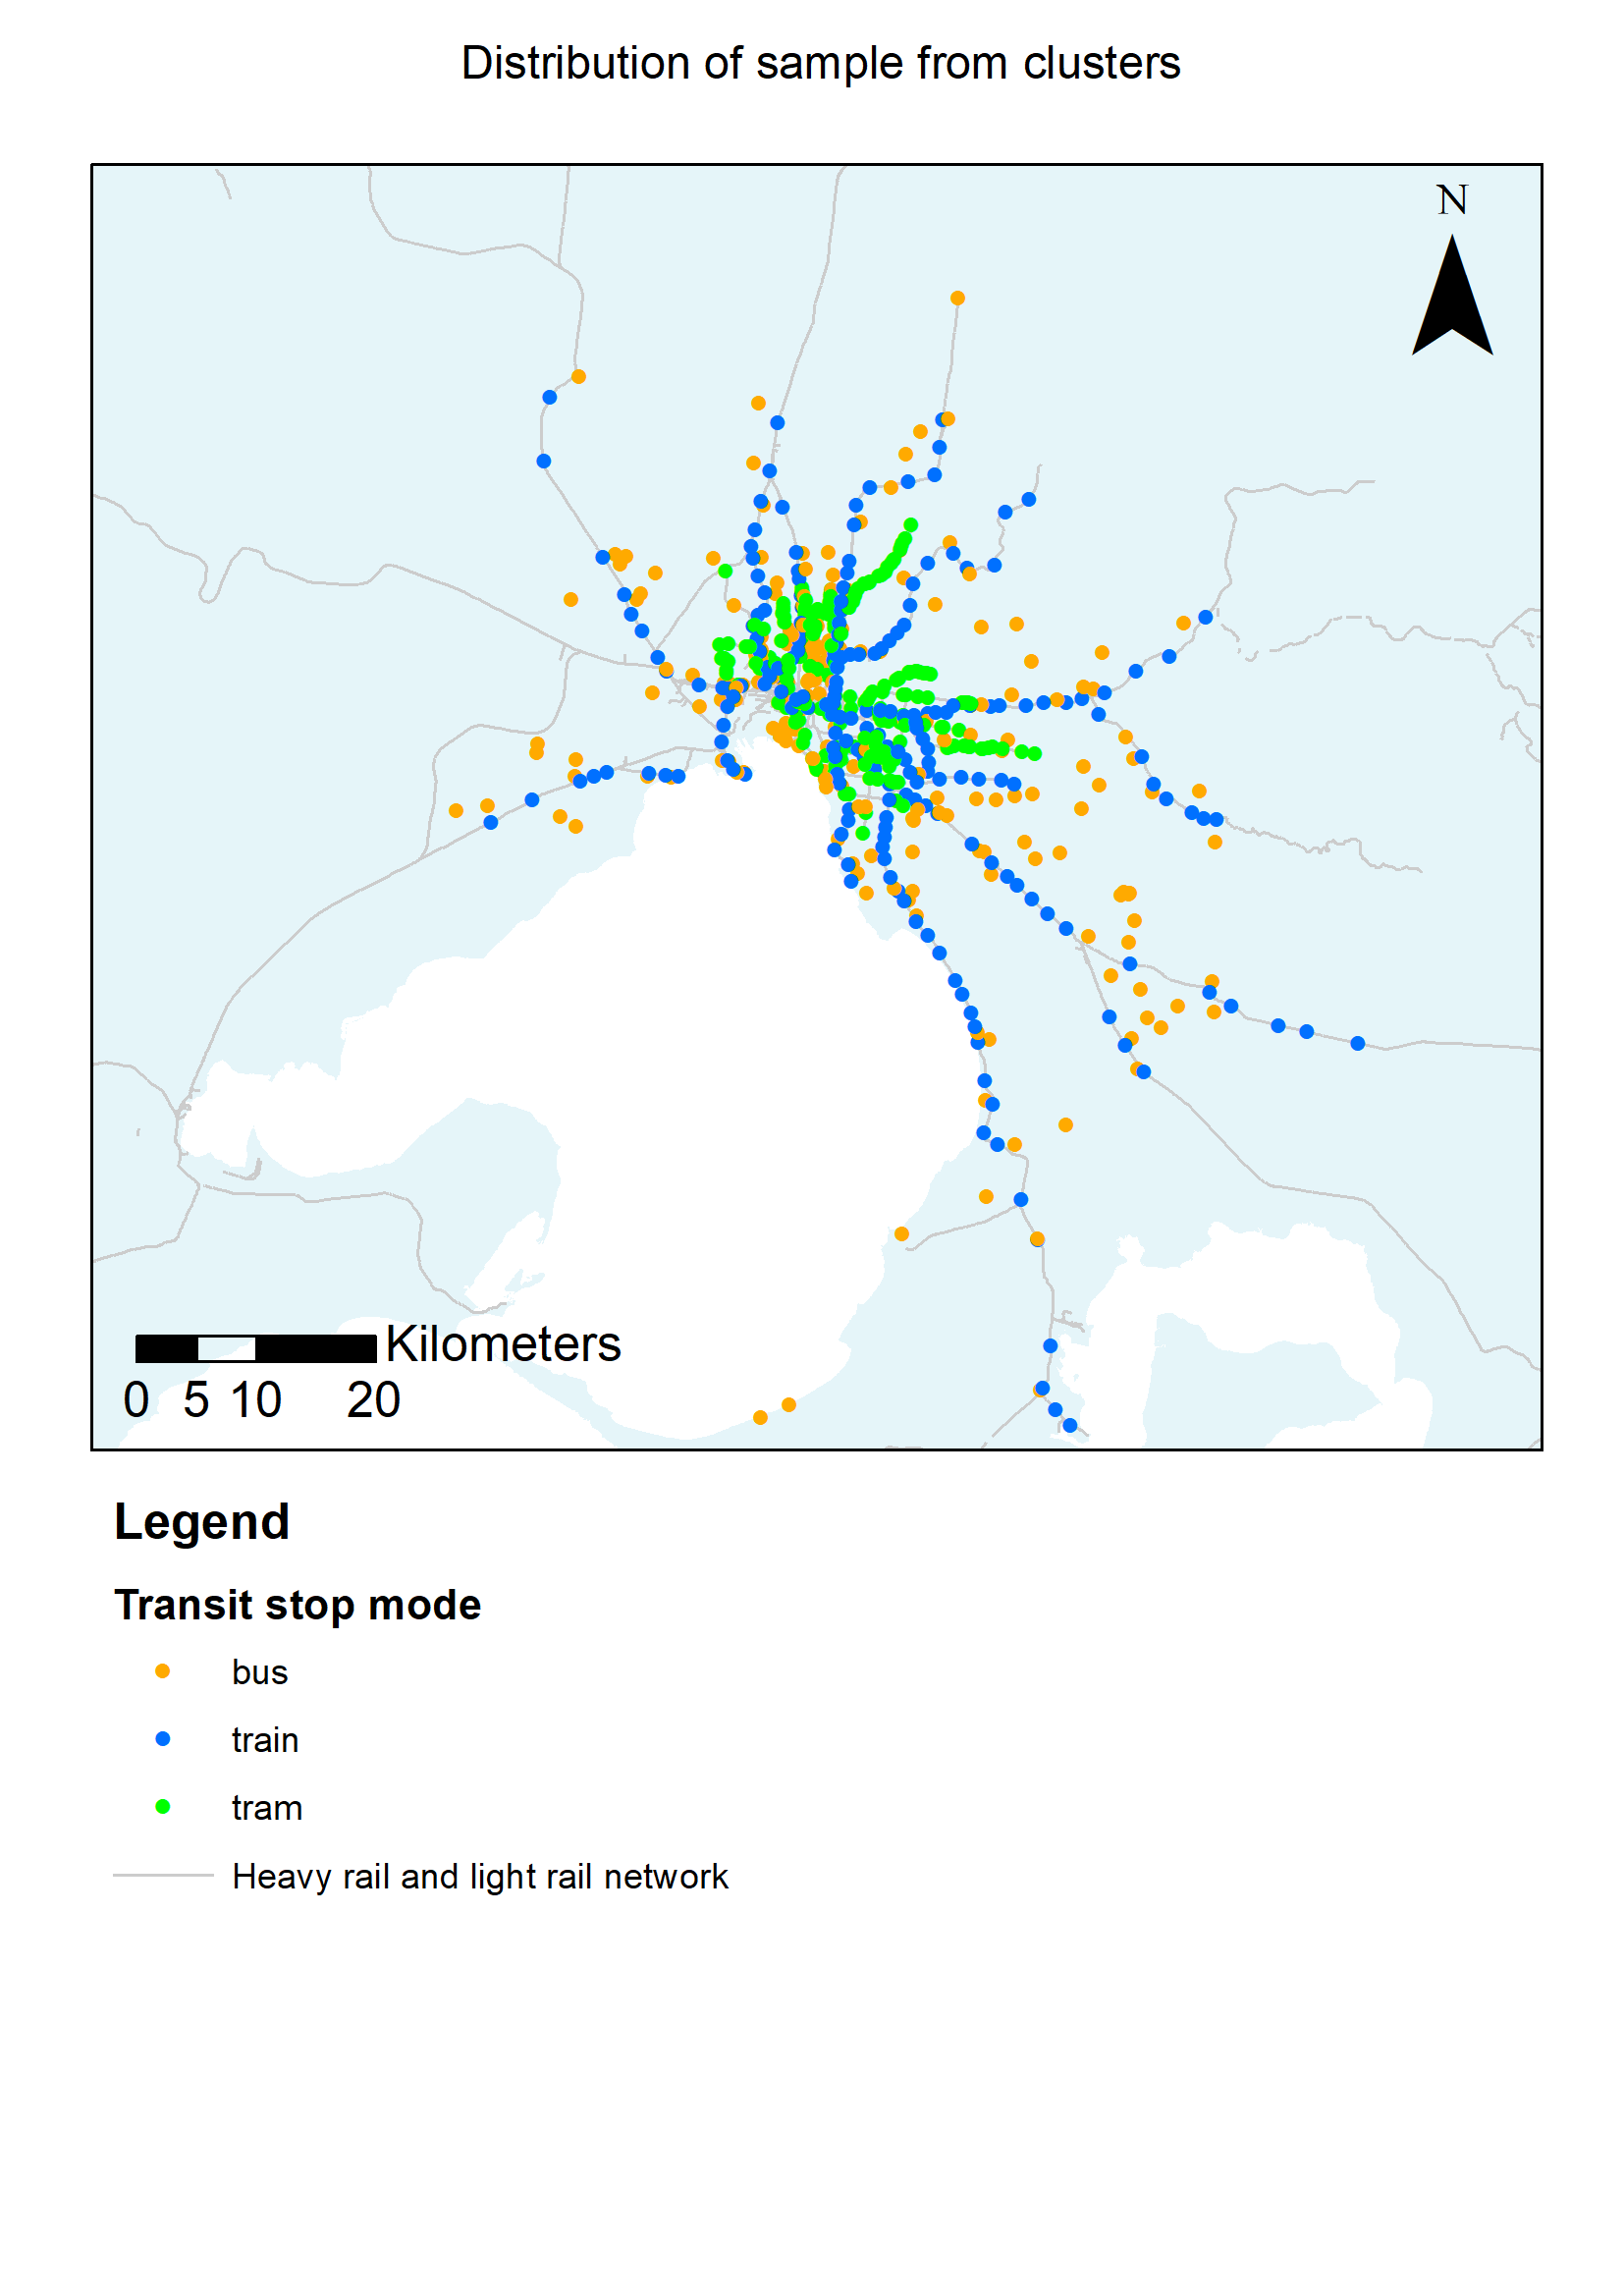 Distribution of sample from clusters
N
Kilometers
0 5 10 20
Legend
Transit stop mode
bus
train
tram
Heavy rail and light rail network